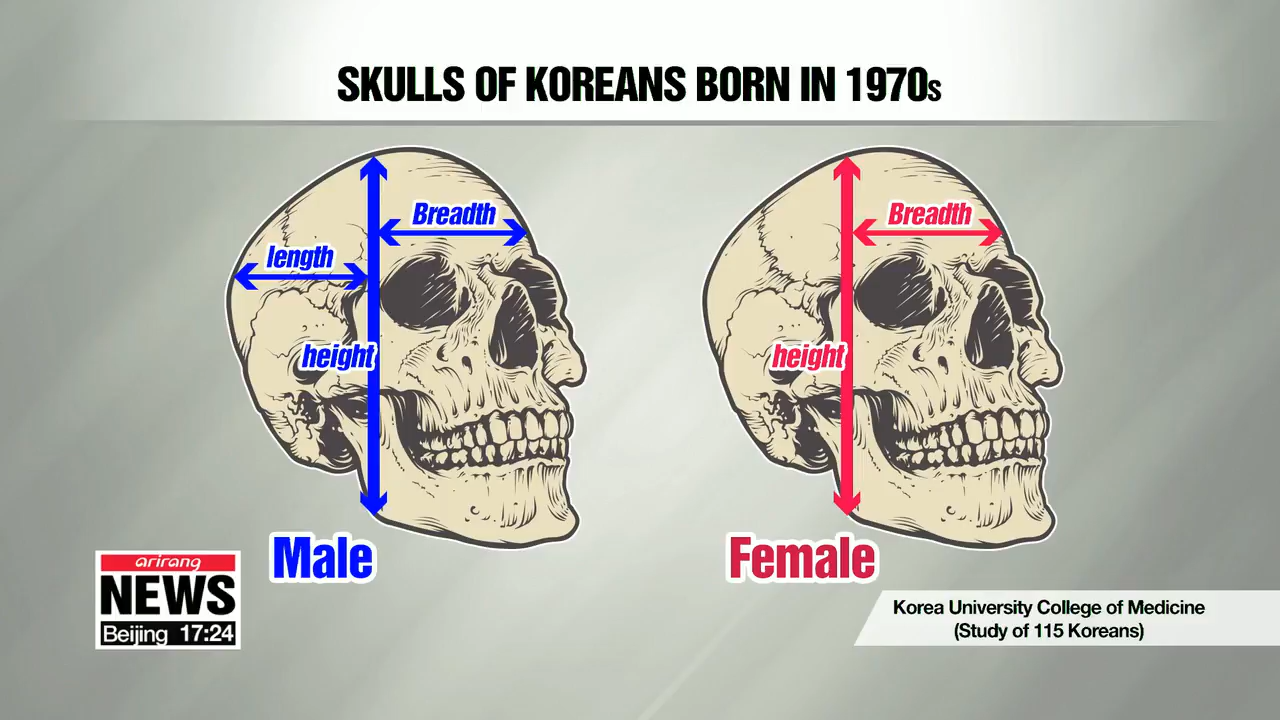 SKULLS OF KOREANS BORN IN 1970s
Breadth
length
height
Male
Breadth
height
Female
arirang
NEWS
Beijing 17:24
Korea University College of Medicine
(Study of 115 Koreans)